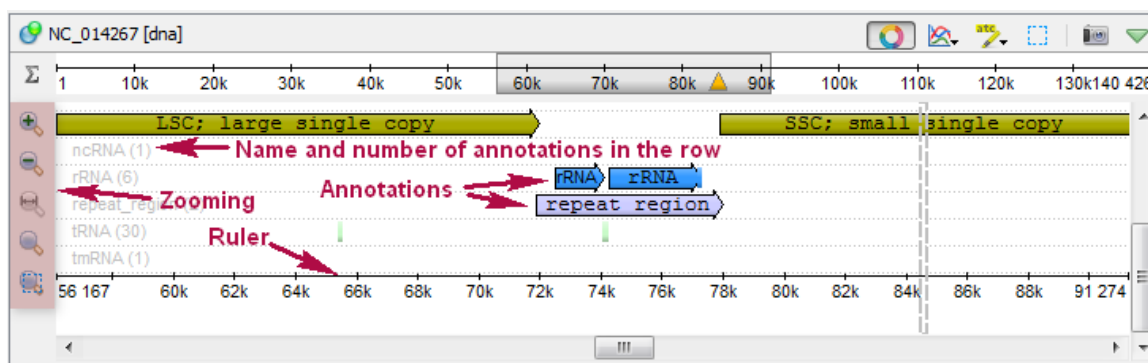 NC_014267 [dna]
atc
Σ 1 10k 20k 30k 40k 50k 60k 70k 80k 90k 100k 110k 120k 130k140 426
LSC; large single copy SSC; small single copy
ncRNA (1) Name and number of annotations in the row
rRNA (6) Annotations rRNA rRNA
Zooming repeat region
tRNA (30) Ruler
tmRNA (1)
56 167 60k 62k 64k 66k 68k 70k 72k 74k 76k 78k 80k 82k 84k 86k 88k 91 274